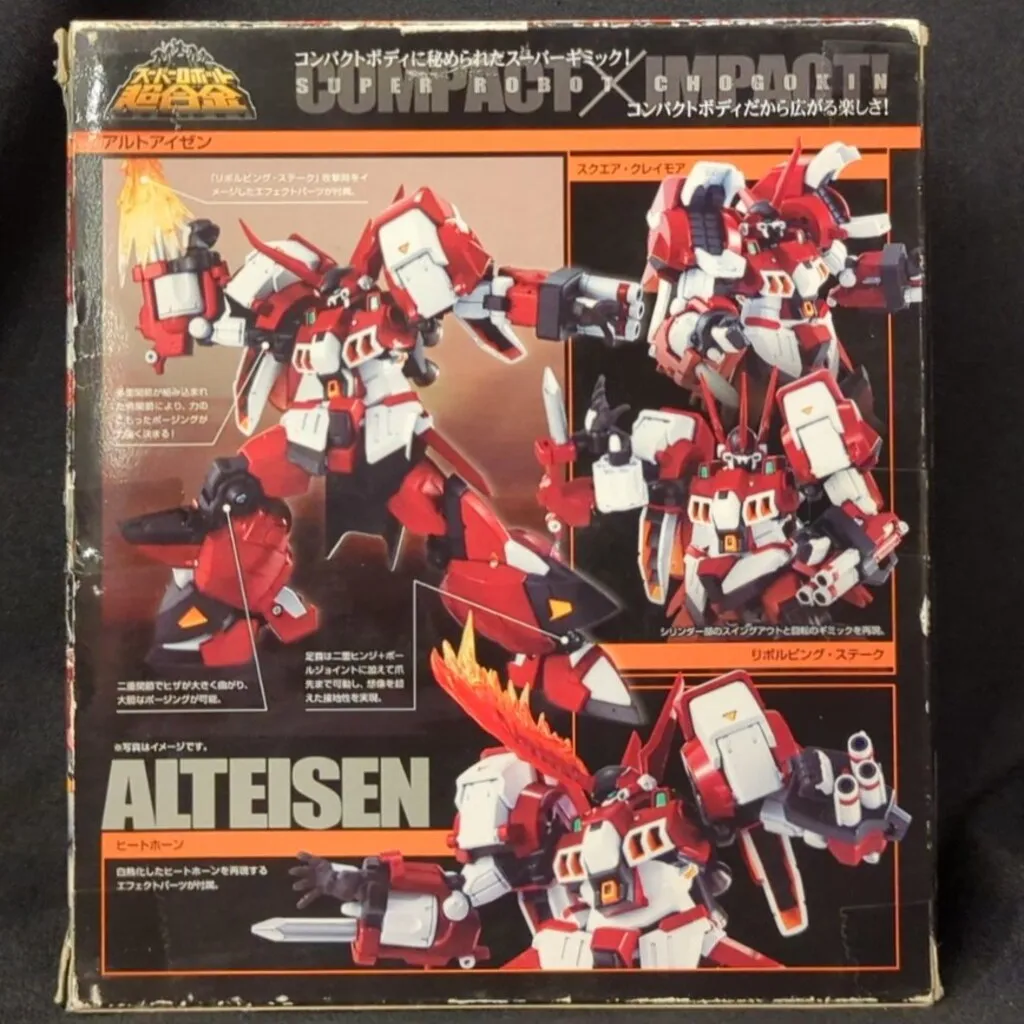 コンパクトボディに秘められたスーパーギミック!
COMPACT×IMPACT!
SUPER ROBOT CHOGOKIN
コンパクトボディだから広がる楽しさ!
スーパーロボット
超合金
アルトアイゼン
「リボルビング・ステーク」攻撃時をイ
メージしたエフェクトパーツが付属。
スクエア・クレイモア
多重関節が組み込まれ
により、力の
こもったポージングが
決まる!
シリンダー部のスイングアウトと回転のギミックを再現。
リボルビング・ステーク
二重関節でヒザが大きく曲がり、
大胆なポージングが可能。
足首は二重ヒンジ+ボー
ルジョイントに加えて爪
先まで可動し、想像を超
えた接地性を実現。
※写真はイメージです。
ALTEISEN
ヒートホーン
白熱化したヒートホーンを再現する
エフェクトパーツが付属。